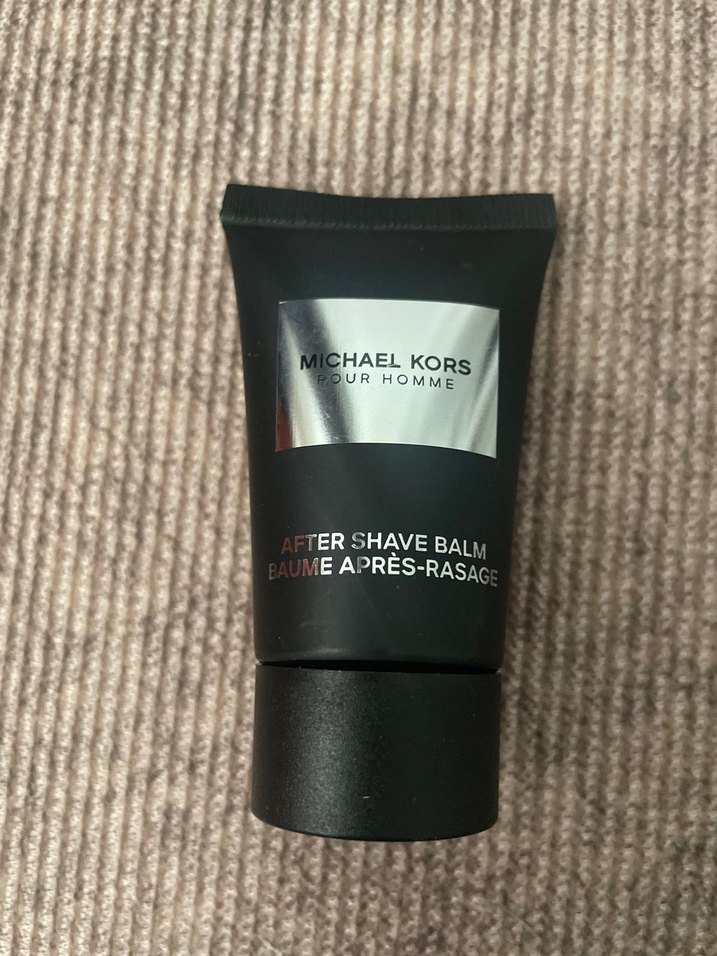 MICHAEL KORS
POUR HOMME
AFTER SHAVE BALM
BAUME APRÈS-RASAGE